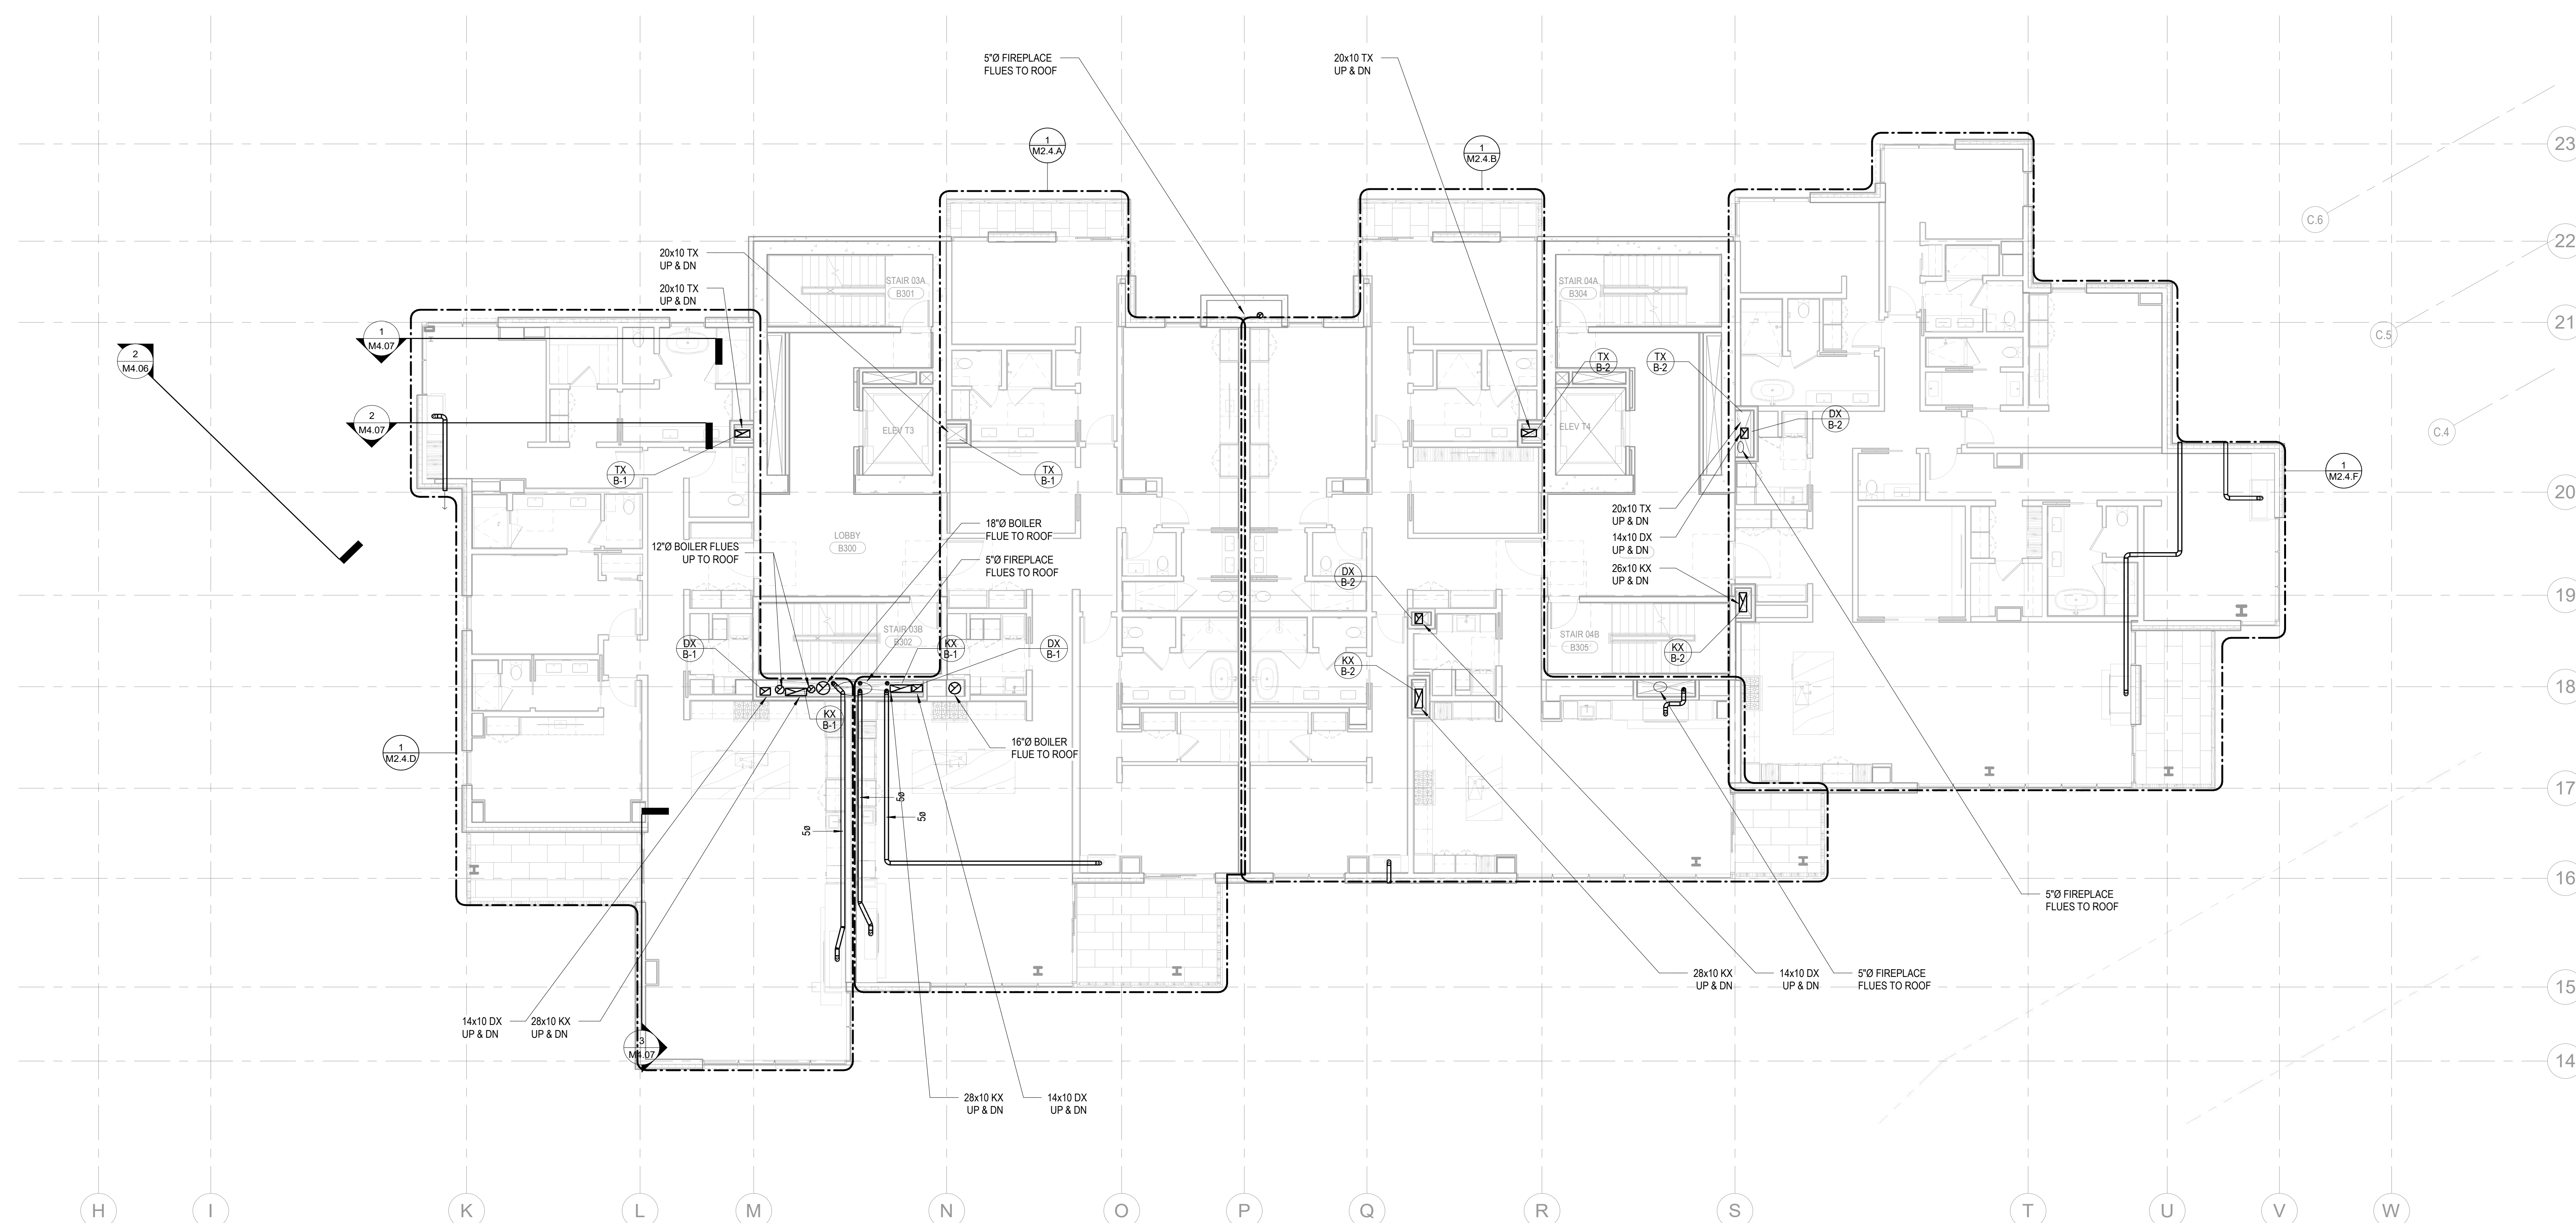 5"Ø FIREPLACE
FLUES TO ROOF
20x10 TX
UP & DN
1
M2.4.A
1
M2.4.B
23
C.6
22
20x10 TX
UP & DN
STAIR 03A
B301
STAIR 04A
B304
20x10 TX
UP & DN
21
C.5
1
M4.07
2
M4.06
TX
B-2
TX
B-2
2
M4.07
DX
B-2
ELEV T3
ELEV T4
C.4
TX
B-1
TX
B-1
1
M2.4.F
20
20x10 TX
UP & DN
18"Ø BOILER
FLUE TO ROOF
LOBBY
B300
14x10 DX
UP & DN
12"Ø BOILER FLUES
UP TO ROOF
5"Ø FIREPLACE
FLUES TO ROOF
26x10 KX
UP & DN
DX
B-2
19
STAIR 03B
B302
STAIR 04B
B305
DX
B-1
KX
B-1
DX
B-1
KX
B-2
KX
B-2
18
KX
B-1
16"Ø BOILER
FLUE TO ROOF
1
M2.4.D
17
5ø
5ø
5ø
16
5"Ø FIREPLACE
FLUES TO ROOF
28x10 KX
UP & DN
14x10 DX
UP & DN
5"Ø FIREPLACE
FLUES TO ROOF
15
14x10 DX
UP & DN
28x10 KX
UP & DN
3
M4.07
14
28x10 KX
UP & DN
14x10 DX
UP & DN
H
I
K
L
M
N
O
P
Q
R
S
T
U
V
W